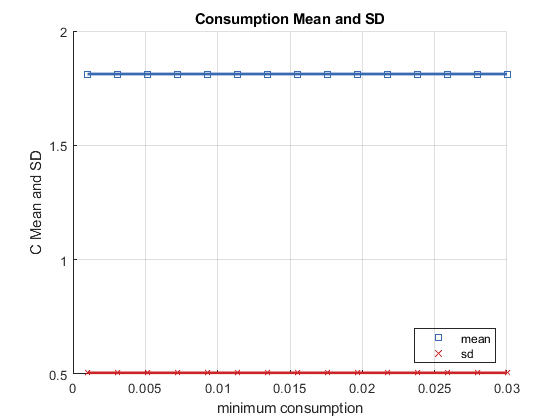 Consumption Mean and SD
2
1.5
1
0.5
C Mean and SD
mean
sd
0
0.005
0.01
0.015
0.02
0.025
0.03
minimum consumption